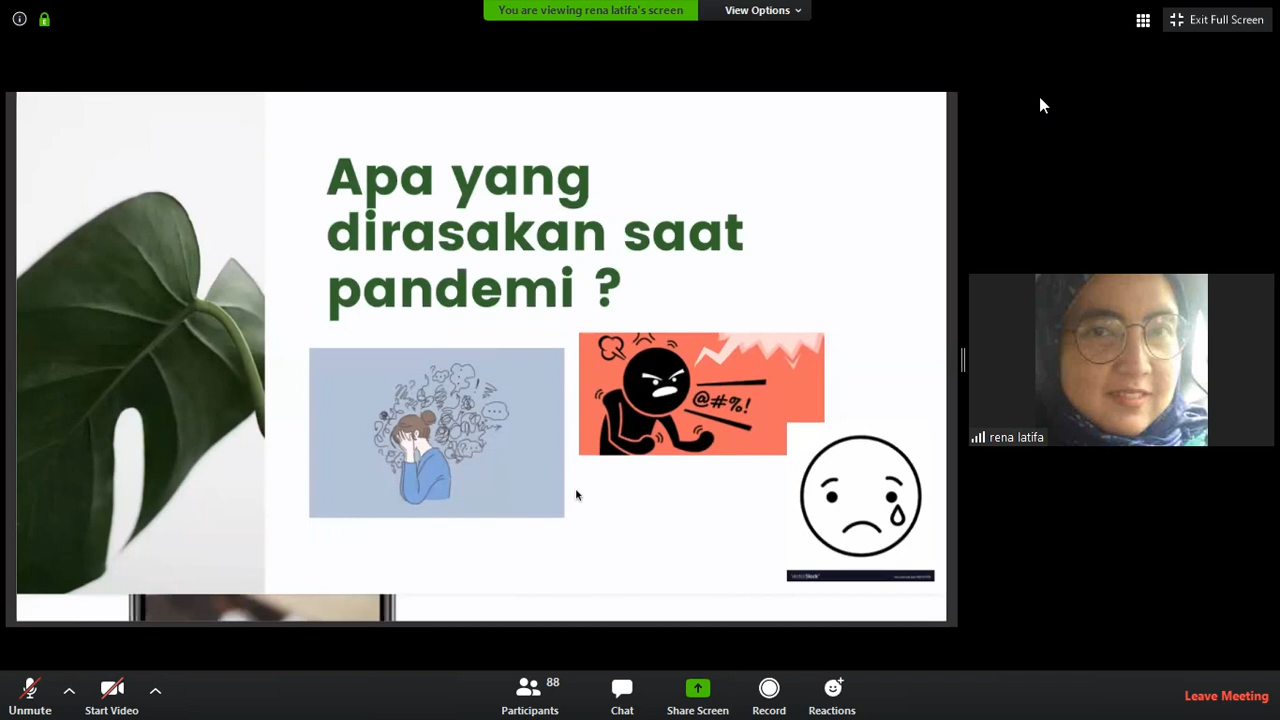 You are viewing rena latifa's screen
View Options
Exit Full Screen
Apa yang
dirasakan saat
pandemi ?
@#%!
VectorStock
rena latifa
Unmute
Start Video
88
Participants
Chat
Share Screen
Record
Reactions
Leave Meeting